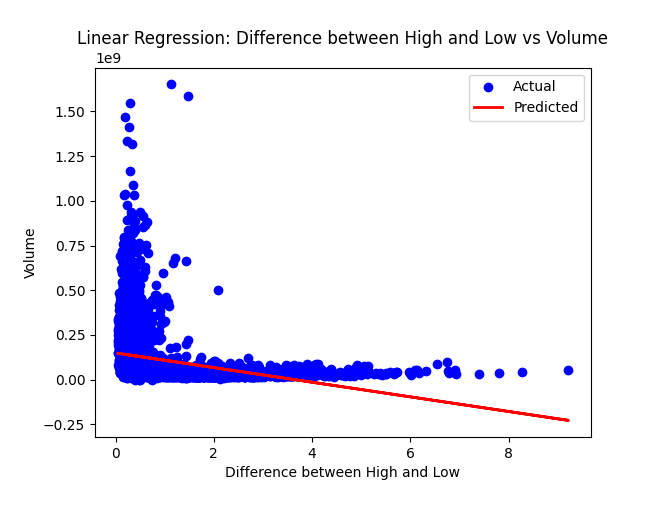 Linear Regression: Difference between High and Low vs Volume
1e9
Actual
Predicted
1.50
1.25
1.00
0.75
0.50
0.25
0.00
−0.25
Volume
0 2 4 6 8
Difference between High and Low